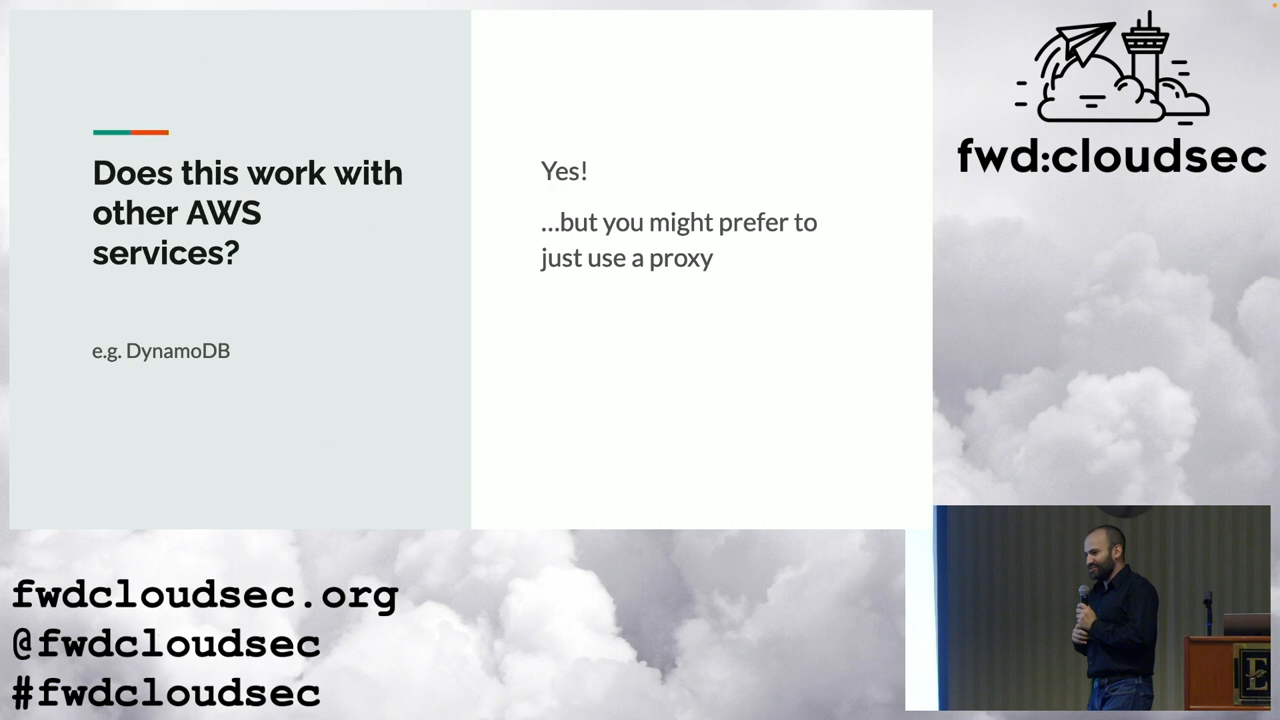 Does this work with
other AWS
services?
e.g. DynamoDB
Yes!
...but you might prefer to
just use a proxy
fwd:cloudsec
fwdcloudsec.org
@fwdcloudsec
#fwdcloudsec
E